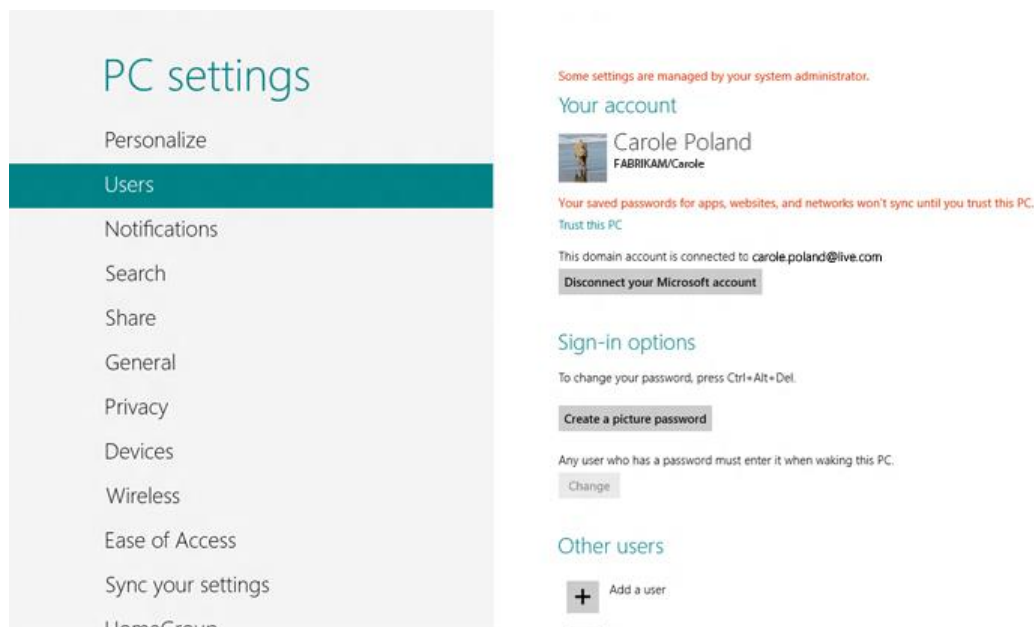 PC settings
Personalize
Users
Notifications
Search
Share
General
Privacy
Devices
Wireless
Ease of Access
Sync your settings
HomeGroup
Some settings are managed by your system administrator.
Your account
Carole Poland
FABRIKAM/Carole
Your saved passwords for apps, websites, and networks won't sync until you trust this PC.
Trust this PC
This domain account is connected to carole.poland@live.com
Disconnect your Microsoft account
Sign-in options
To change your password, press Ctrl+Alt+Del.
Create a picture password
Any user who has a password must enter it when waking this PC.
Change
Other users
Add a user